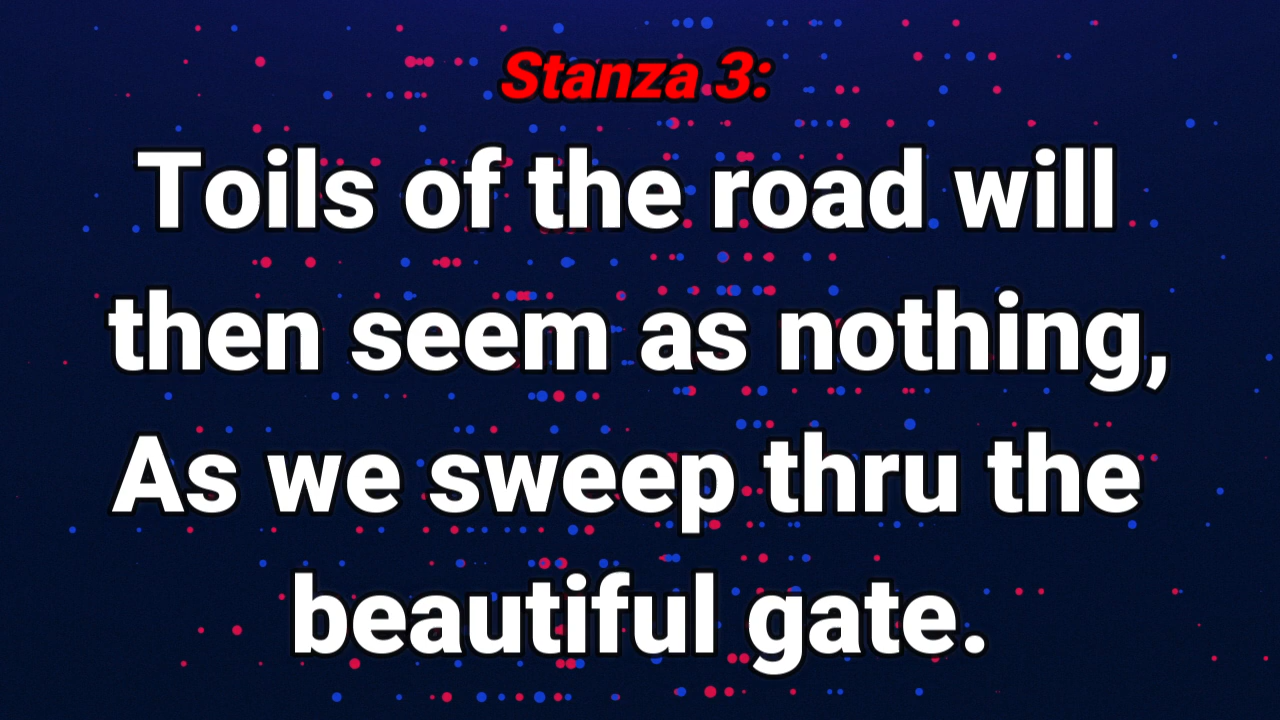 Stanza 3:
Toils of the road will
then seem as nothing,
As we sweep thru the
beautiful gate.